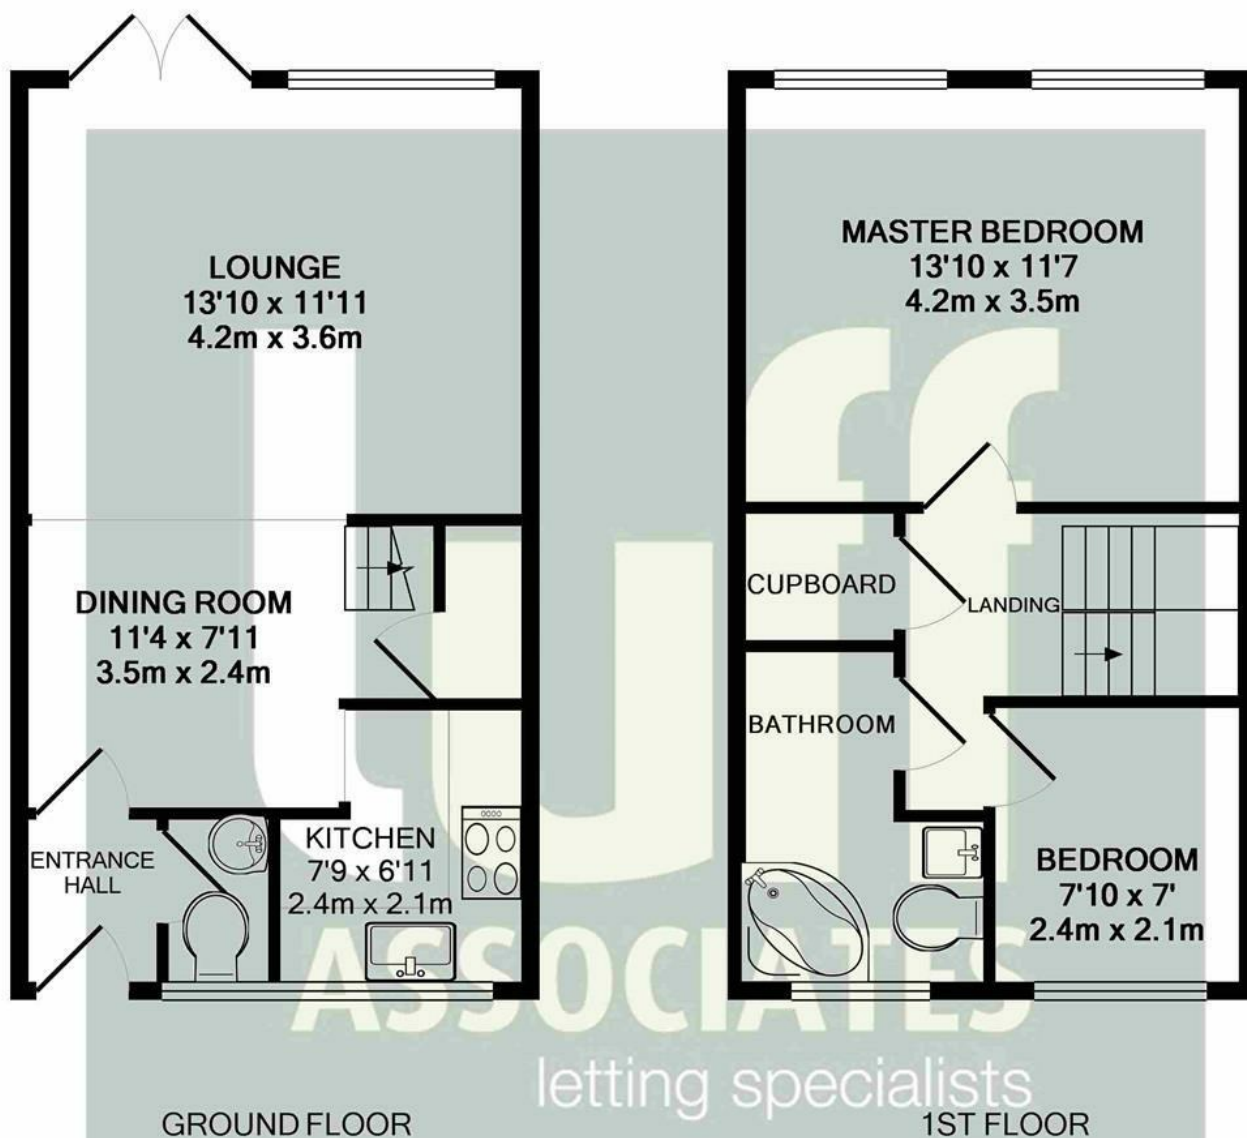 LOUNGE
13'10 x 11'11
4.2m x 3.6m
DINING ROOM
11'4 x 7'11
3.5m x 2.4m
KITCHEN
7'9 x 6'11
2.4m x 2.1m
ENTRANCE
HALL
GROUND FLOOR
MASTER BEDROOM
13'10 x 11'7
4.2m x 3.5m
CUPBOARD
LANDING
BATHROOM
BEDROOM
7'10 x 7'
2.4m x 2.1m
1ST FLOOR
luff
ASSOCIATES
letting specialists